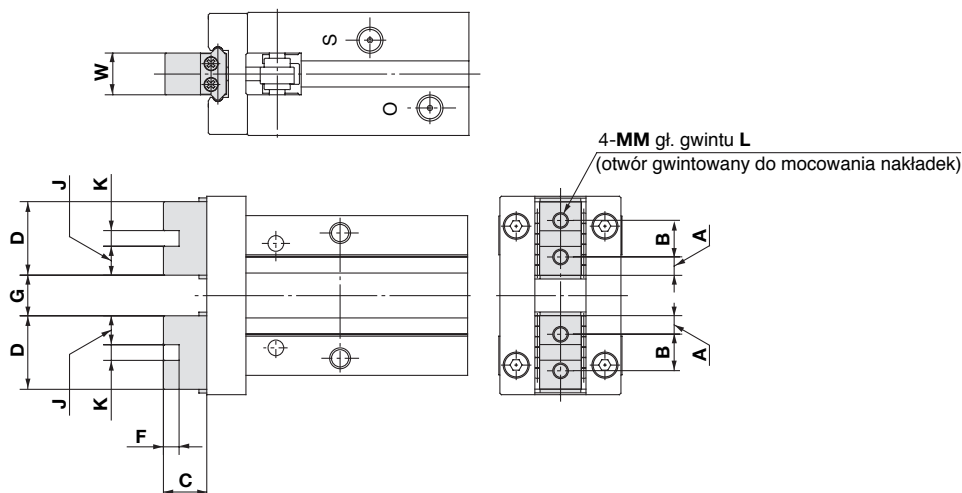 W
S
O
4-MM gł. gwintu L
(otwór gwintowany do mocowania nakładek)
J
K
D
G
D
J
K
F
C
B
A
B
A